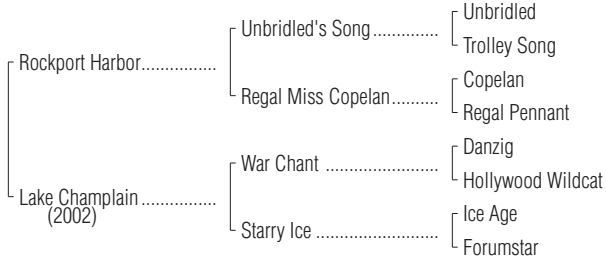 Unbridled
Unbridled's Song..............
Trolley Song
Rockport Harbor................
Copelan
Regal Miss Copelan..........
Regal Pennant
Danzig
War Chant ........................
Hollywood Wildcat
Lake Champlain ................
(2002)
Ice Age
Starry Ice ..........................
Forumstar